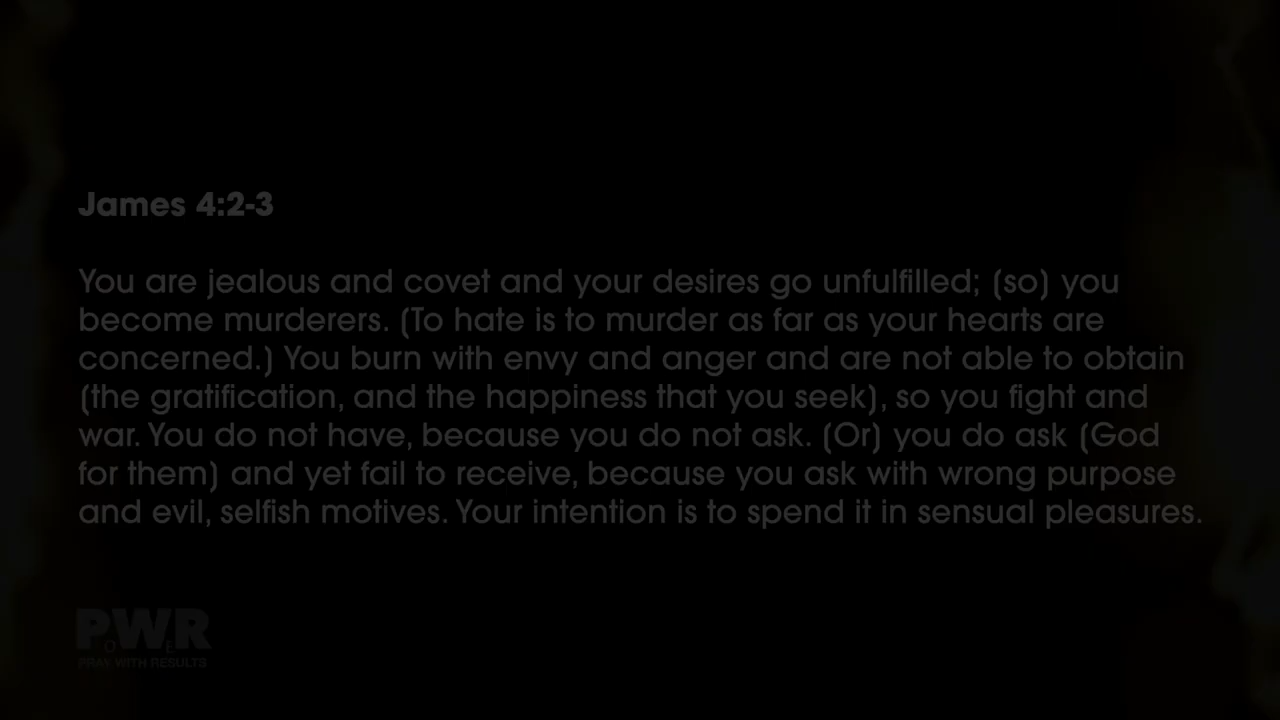 James 4:2-3
You are jealous and covet and your desires go unfulfilled; (so) you
become murderers. (To hate is to murder as far as your hearts are
concerned.) You burn with envy and anger and are not able to obtain
(the gratification, and the happiness that you seek), so you fight and
war. You do not have, because you do not ask. (Or) you do ask (God
for them) and yet fail to receive, because you ask with wrong purpose
and evil, selfish motives. Your intention is to spend it in sensual pleasures.
PoWeR
PRAY WITH RESULTS